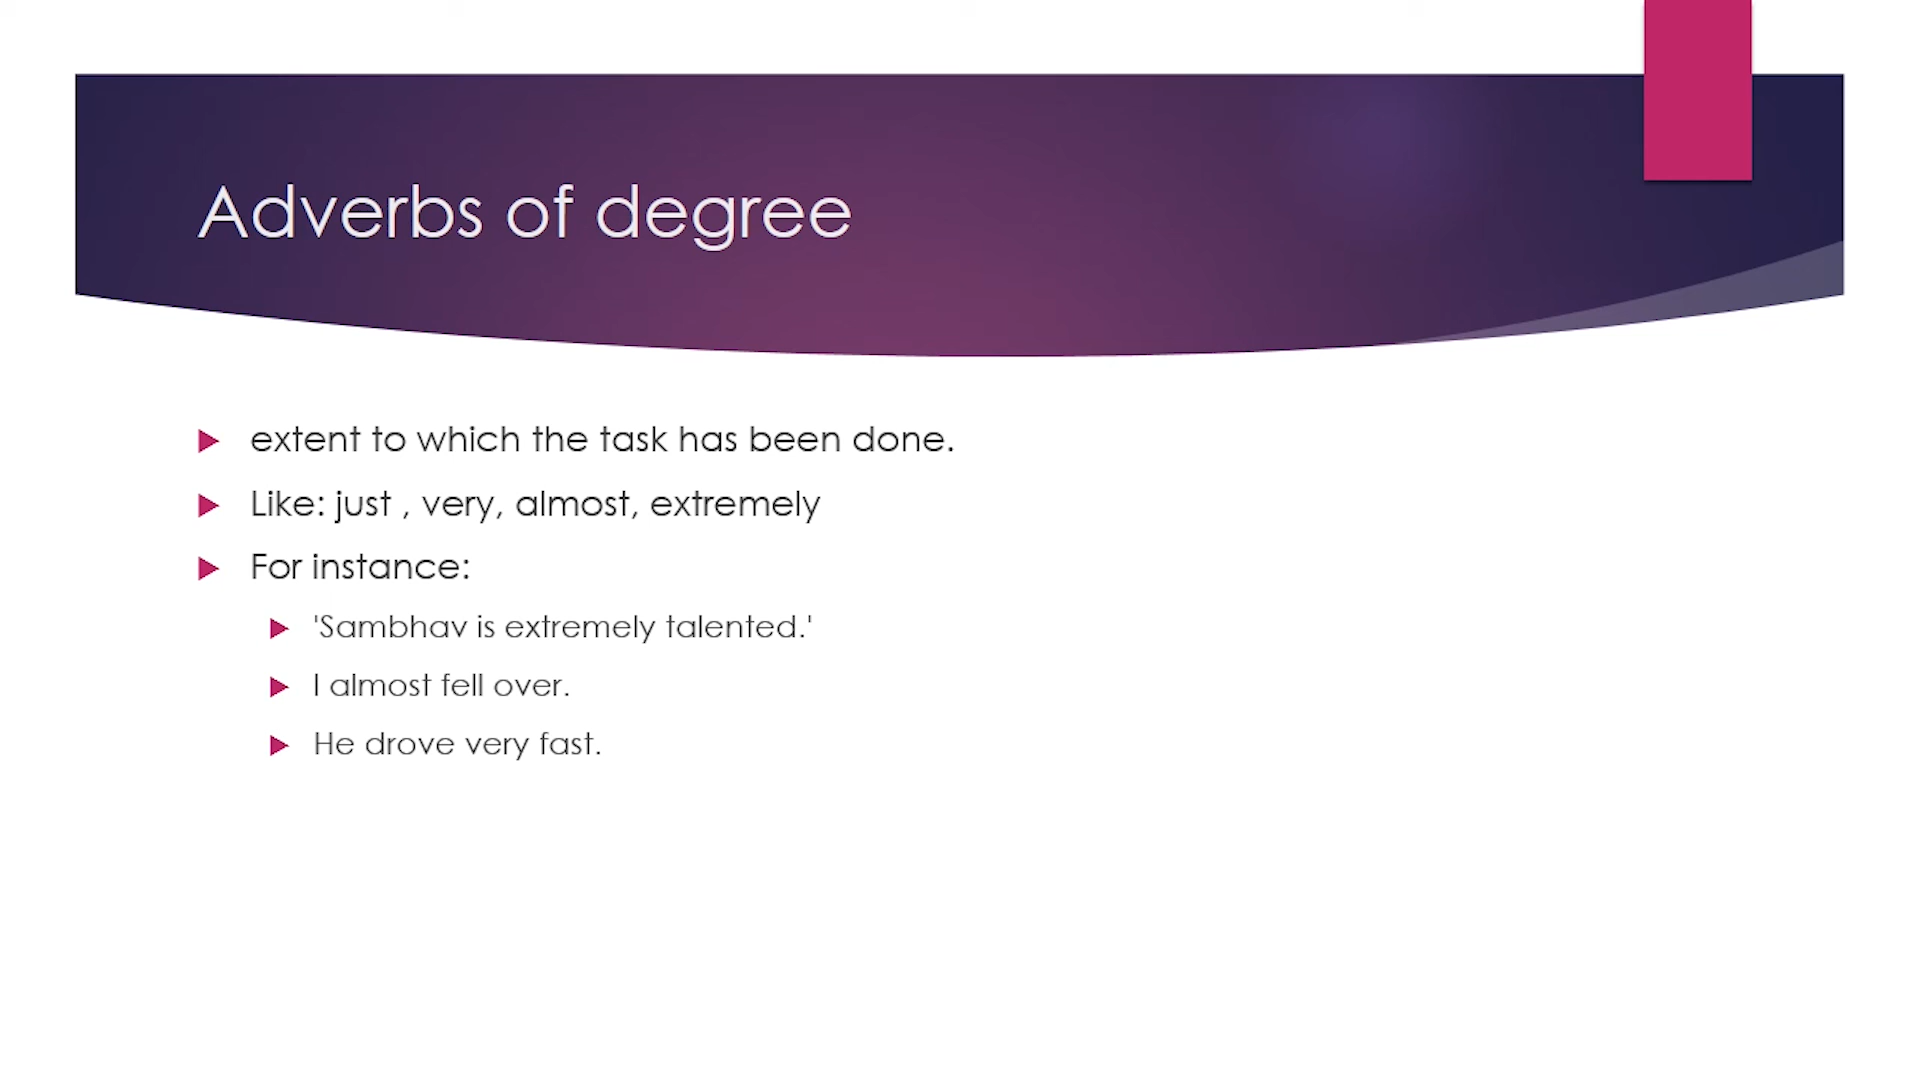 Adverbs of degree
extent to which the task has been done.
Like: just , very, almost, extremely
For instance:
'Sambhav is extremely talented.'
I almost fell over.
He drove very fast.